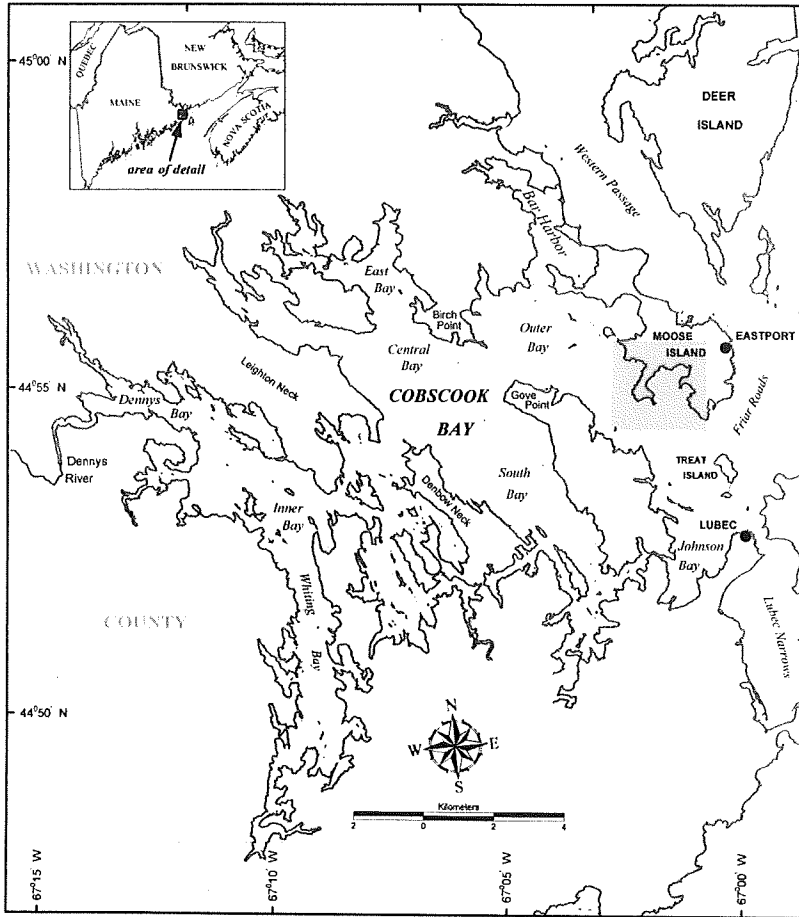 45°00' N
QUEBEC
NEW
BRUNSWICK
MAINE
NOVA SCOTIA
area of detail
DEER
ISLAND
Western Passage
Bar Harbor
WASHINGTON
East
Bay
Birch
Point
Outer
Bay
MOOSE
ISLAND
EASTPORT
Central
Bay
44°55' N
Leighton Neck
COBSCOOK
BAY
Gove
Point
Friar Roads
Dennys
Bay
Dennys
River
South
Bay
TREAT
ISLAND
Denbow Neck
Inner
Bay
LUBEC
Johnson
Bay
Whiting
Bay
COUNTY
Lubec Narrows
44°50' N
N
W
E
S
Kilometers
2
0
2
4
67°15' W
67°10' W
67°05' W
67°00' W